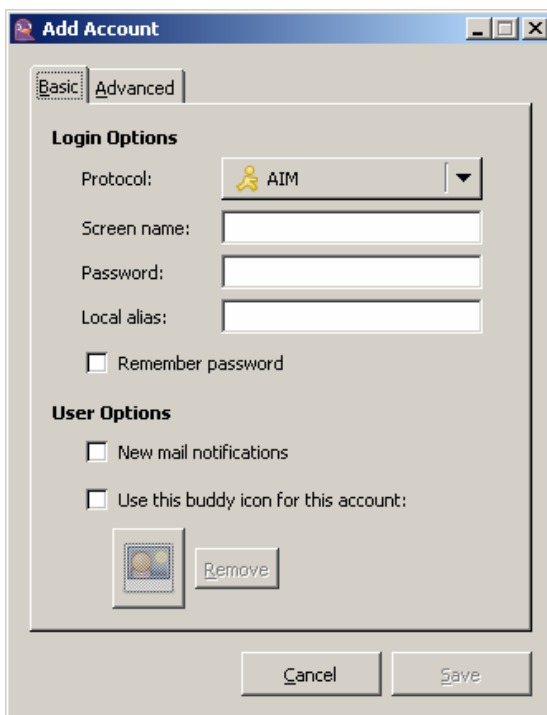 Add Account
Basic Advanced
Login Options
Protocol: AIM
Screen name:
Password:
Local alias:
Remember password
User Options
New mail notifications
Use this buddy icon for this account:
Remove
Cancel Save